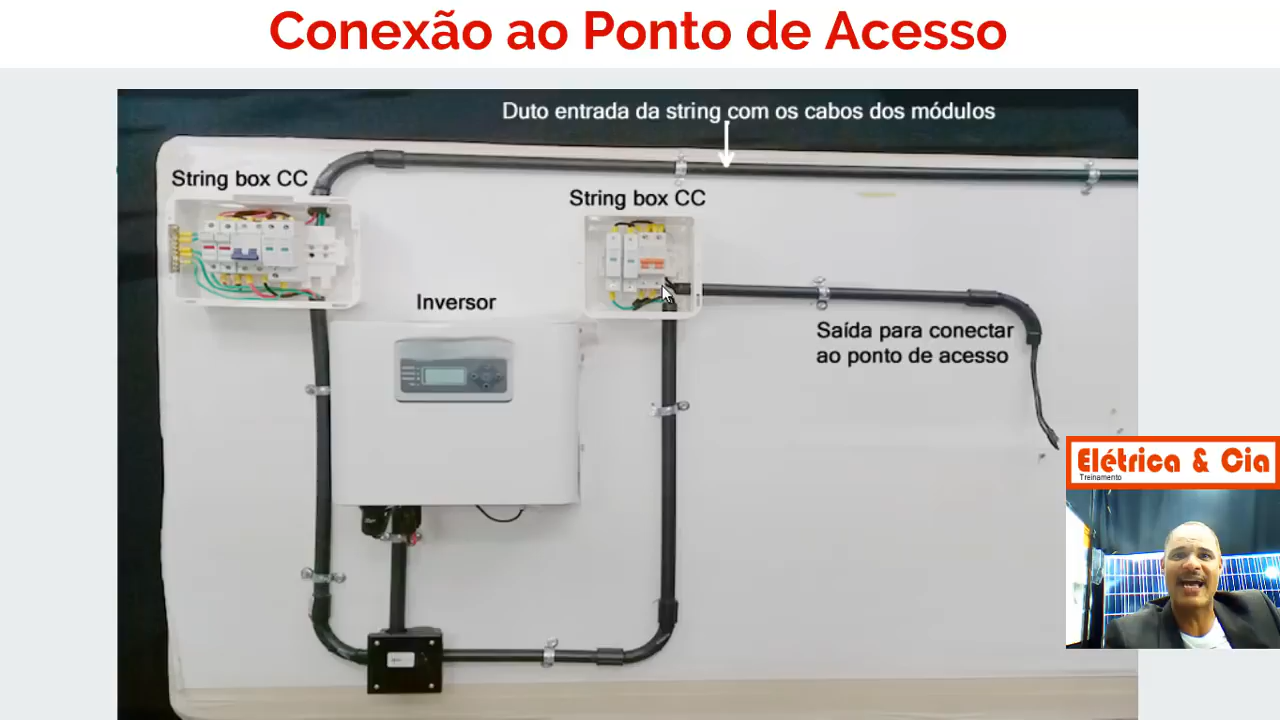 Conexão ao Ponto de Acesso
Duto entrada da string com os cabos dos módulos
String box CC
String box CC
Inversor
Saída para conectar
ao ponto de acesso
Elétrica & Cia
Treinamento